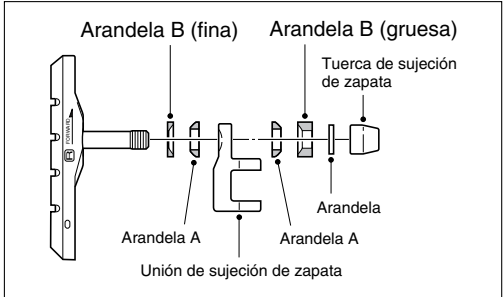 Arandela B (fina)
Arandela B (gruesa)
Tuerca de sujeción
de zapata
FORWARD
Arandela
Arandela A
Arandela A
Unión de sujeción de zapata